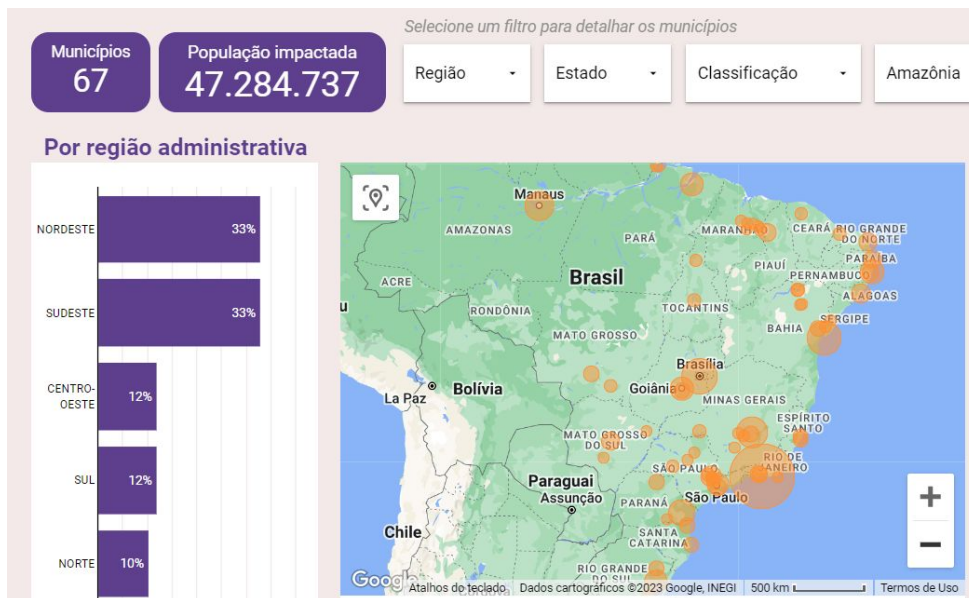 Selecione um filtro para detalhar os municípios
Municípios
67
População impactada
47.284.737
Região
Estado
Classificação
Amazônia
Por região administrativa
NORDESTE
33%
SUDESTE
33%
CENTRO-
OESTE
12%
SUL
12%
NORTE
10%
Manaus
AMAZONAS
PARÁ
MARANHÃO
CEARÁ
RIO GRANDE
DO NORTE
PARAÍBA
PIAUÍ
PERNAMBUCO
ALAGOAS
ACRE
Brasil
u
RONDÔNIA
TOCANTINS
SERGIPE
BAHIA
MATO GROSSO
Brasília
Goiânia
La Paz
Bolívia
MINAS GERAIS
ESPÍRITO
SANTO
MATO GROSSO
DO SUL
RIO DE
JANEIRO
SÃO PAULO
São Paulo
Paraguai
Assunção
PARANÁ
Chile
SANTA
CATARINA
RIO GRANDE
DO SUL
Google
Atalhos do teclado
Dados cartográficos ©2023 Google, INEGI
500 km
Termos de Uso